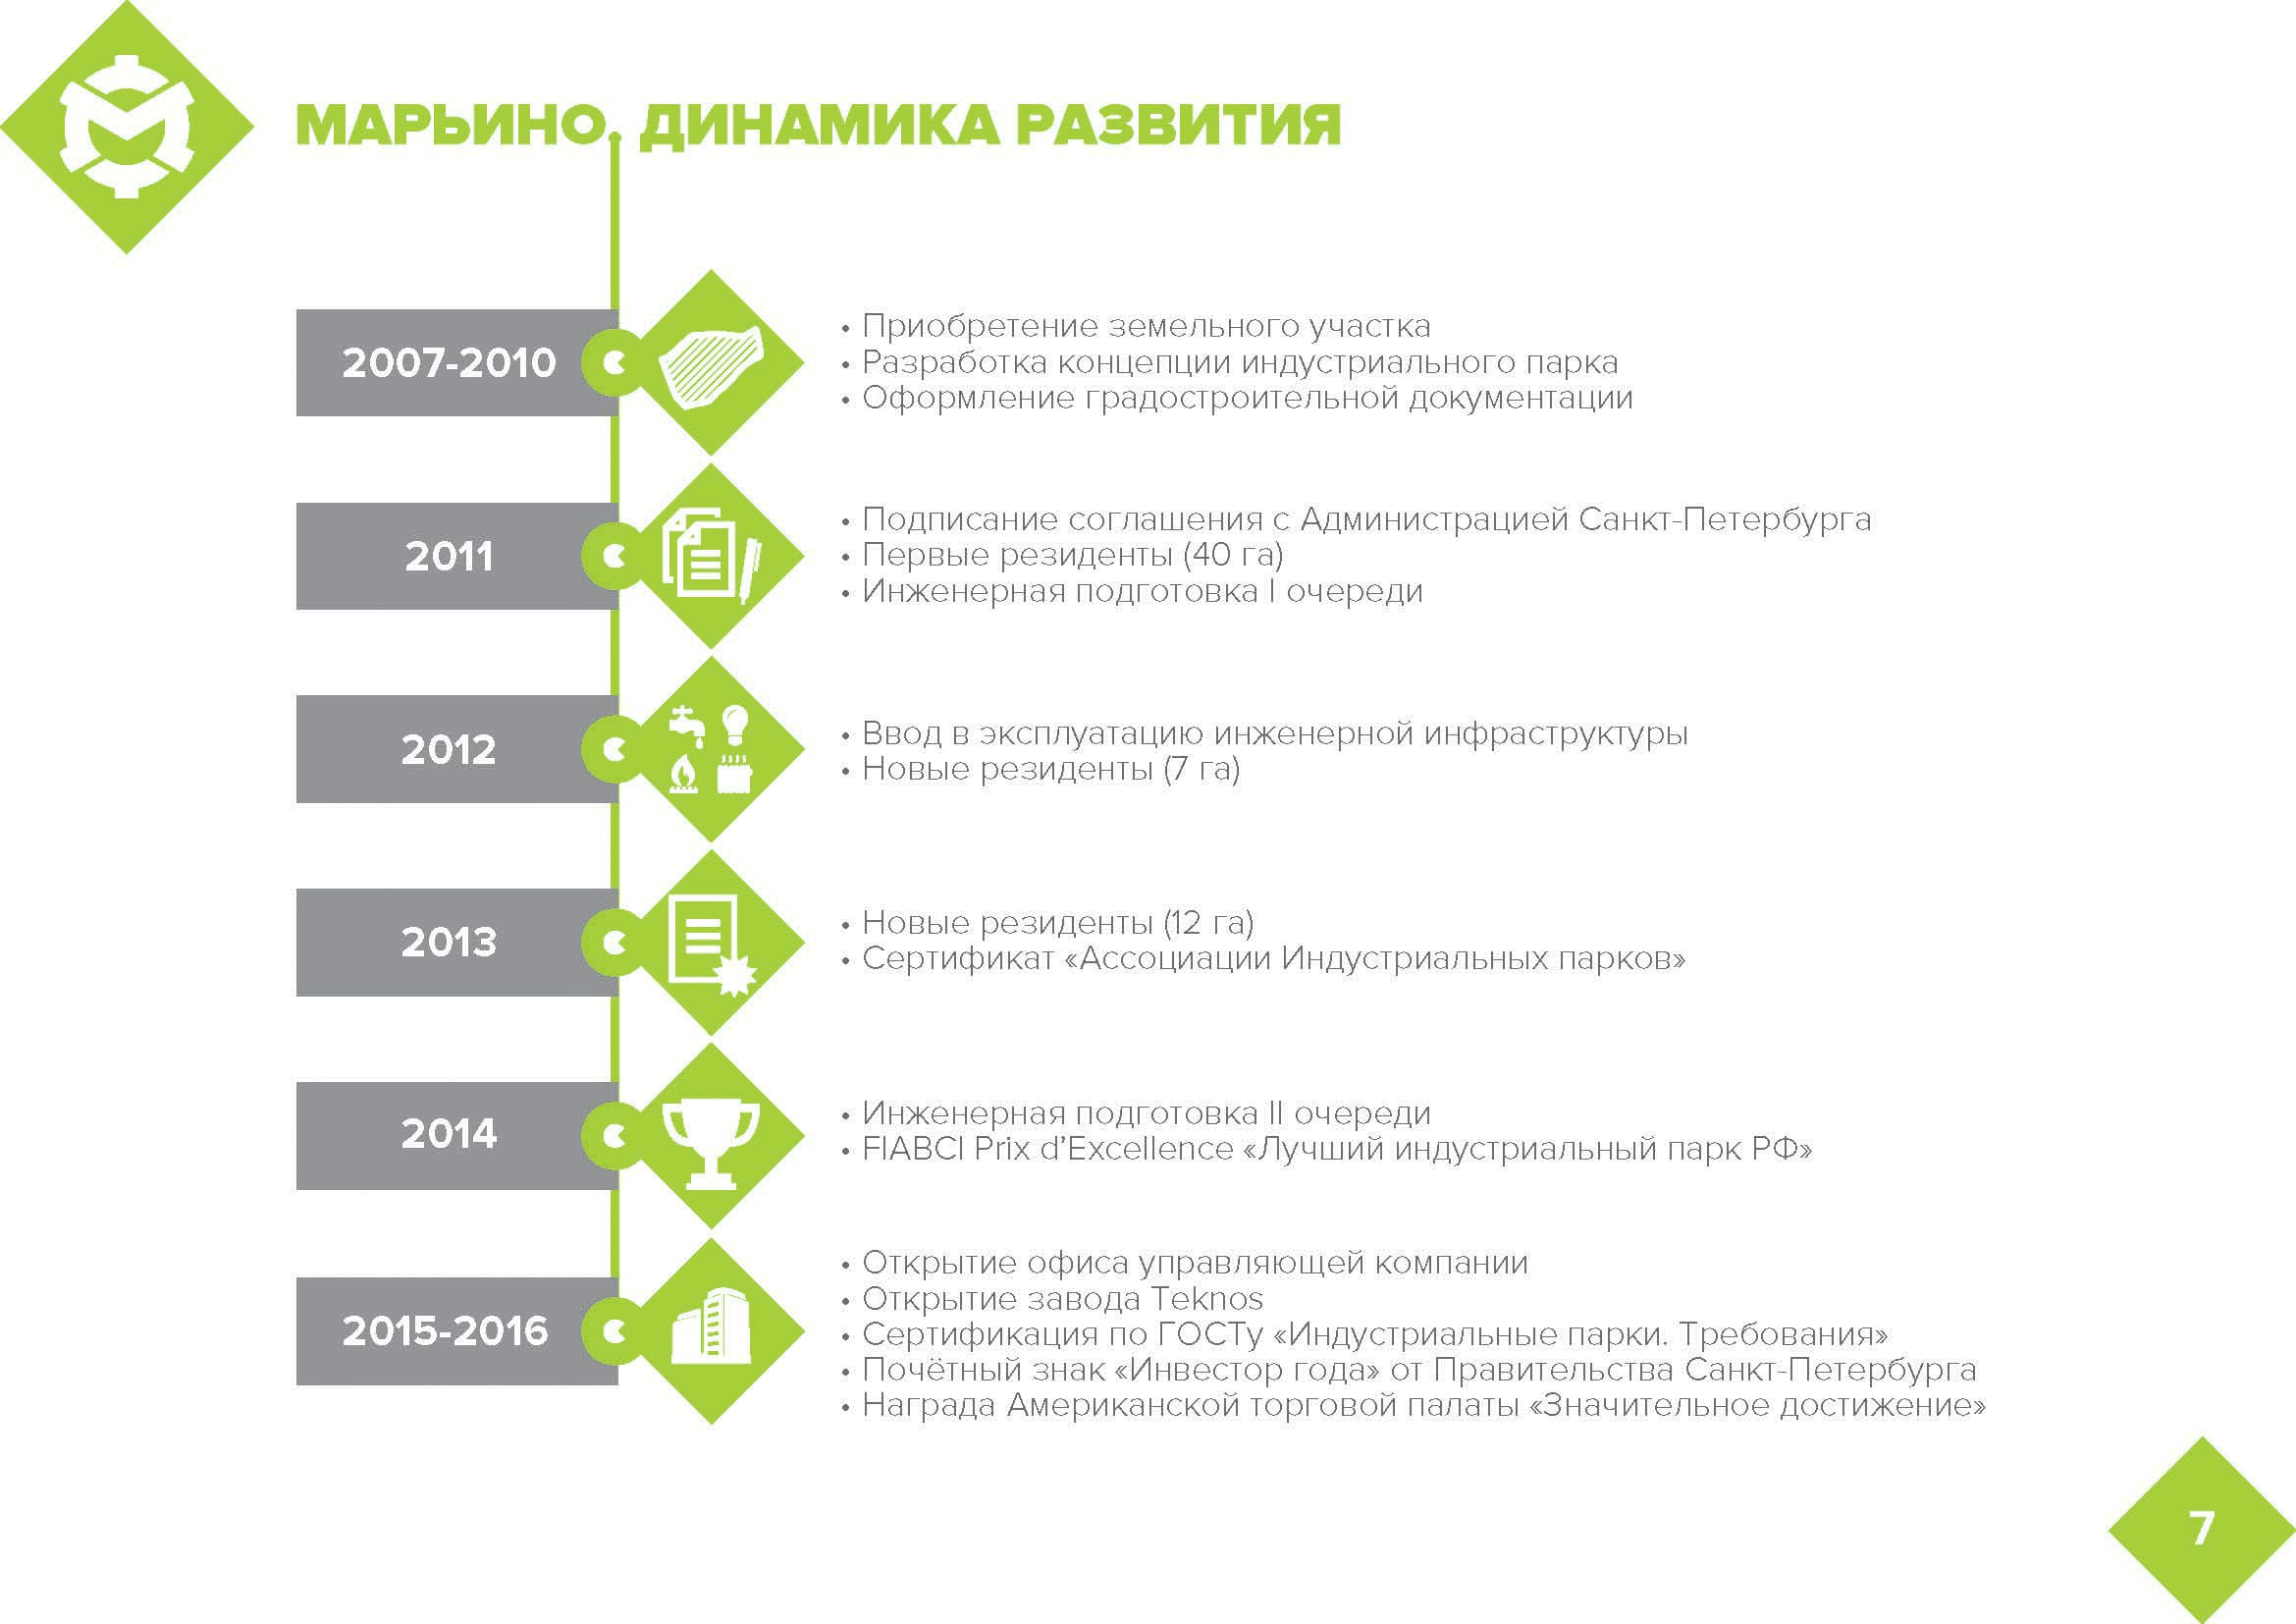 МАРЬИНО. ДИНАМИКА РАЗВИТИЯ
2007-2010
• Приобретение земельного участка
• Разработка концепции индустриального парка
• Оформление градостроительной документации
2011
• Подписание соглашения с Администрацией Санкт-Петербурга
• Первые резиденты (40 га)
• Инженерная подготовка I очереди
2012
• Ввод в эксплуатацию инженерной инфраструктуры
• Новые резиденты (7 га)
2013
• Новые резиденты (12 га)
• Сертификат «Ассоциации Индустриальных парков»
2014
• Инженерная подготовка II очереди
• FIABCI Prix d’Excellence «Лучший индустриальный парк РФ»
2015-2016
• Открытие офиса управляющей компании
• Открытие завода Teknos
• Сертификация по ГОСТу «Индустриальные парки. Требования»
• Почётный знак «Инвестор года» от Правительства Санкт-Петербурга
• Награда Американской торговой палаты «Значительное достижение»
7